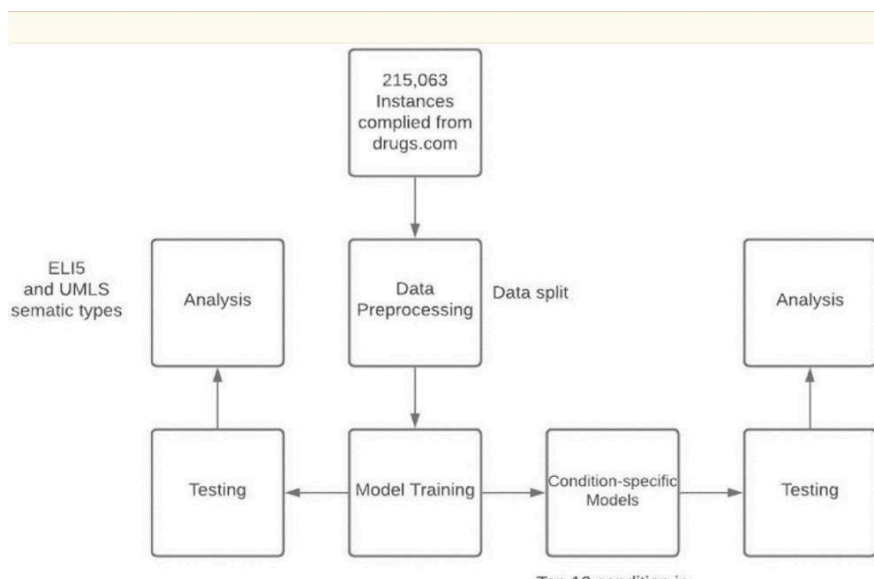 215,063
Instances
complied from
drugs.com
ELI5
and UMLS
sematic types
Analysis
Data
Preprocessing
Data split
Analysis
Testing
Model Training
Condition-specific
Models
Testing